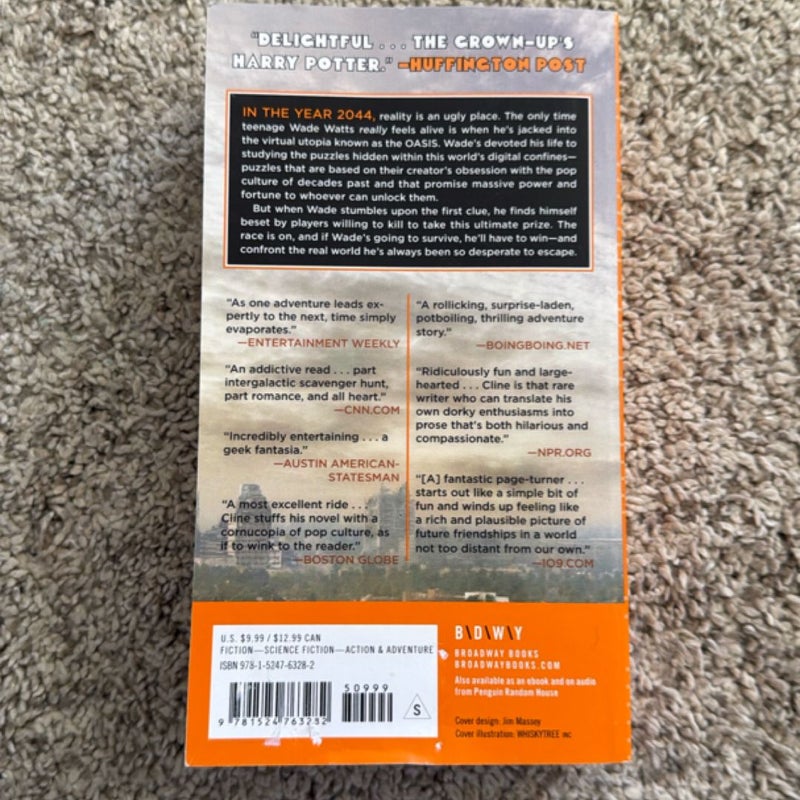 "DELIGHTFUL . . . THE GROWN-UP'S
HARRY POTTER." —HUFFINGTON POST
IN THE YEAR 2044, reality is an ugly place. The only time
teenage Wade Watts really feels alive is when he's jacked into
the virtual utopia known as the OASIS. Wade's devoted his life to
studying the puzzles hidden within this world's digital confines—
puzzles that are based on their creator's obsession with the pop
culture of decades past and that promise massive power and
fortune to whoever can unlock them.
But when Wade stumbles upon the first clue, he finds himself
beset by players willing to kill to take this ultimate prize. The
race is on, and if Wade's going to survive, he'll have to win—and
confront the real world he's always been so desperate to escape.
"As one adventure leads ex-
pertly to the next, time simply
evaporates."
—ENTERTAINMENT WEEKLY
"An addictive read . . . part
intergalactic scavenger hunt,
part romance, and all heart."
—CNN.COM
"Incredibly entertaining . . . a
geek fantasia."
—AUSTIN AMERICAN-
STATESMAN
"A most excellent ride . . .
Cline stuffs his novel with a
cornucopia of pop culture, as
if to wink to the reader."
—BOSTON GLOBE
"A rollicking, surprise-laden,
potboiling, thrilling adventure
story."
—BOINGBOING.NET
"Ridiculously fun and large-
hearted . . . Cline is that rare
writer who can translate his
own dorky enthusiasms into
prose that's both hilarious and
compassionate."
—NPR.ORG
"[A] fantastic page-turner . . .
starts out like a simple bit of
fun and winds up feeling like
a rich and plausible picture of
future friendships in a world
not too distant from our own."
—IO9.COM
U.S. $9.99 / $12.99 CAN
FICTION—SCIENCE FICTION—ACTION & ADVENTURE
ISBN 978-1-5247-6328-2
50999
9 781524 763282
S
B\D\W\Y
BROADWAY BOOKS
BROADWAYBOOKS.COM
Also available as an ebook and on audio
from Penguin Random House
Cover design: Jim Massey
Cover illustration: WHISKYTREE INC